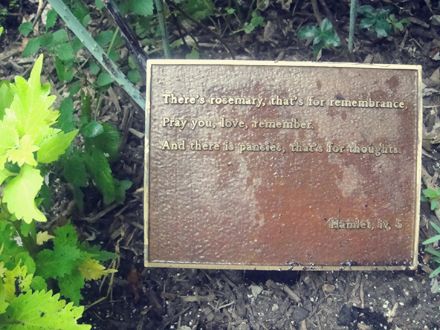 There's rosemary, that's for remembrance.
Pray you, love, remember.
And there is pansies, that's for thoughts.
Hamlet, iv, 5